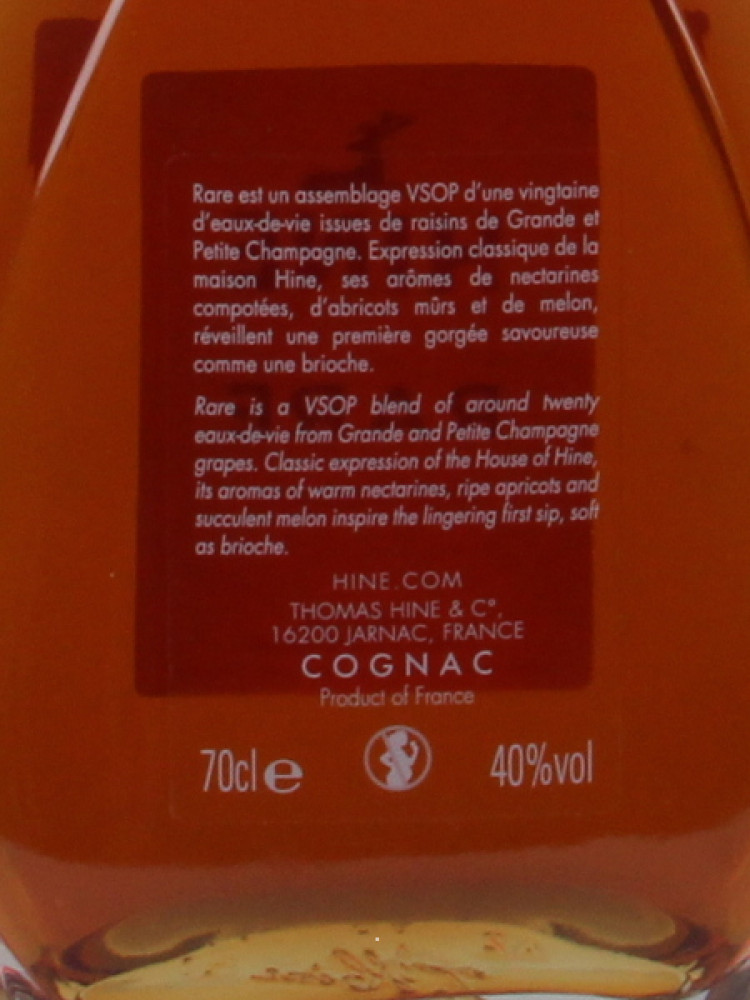 Rare est un assemblage VSOP d'une vingtaine
d'eaux-de-vie issues de raisins de Grande et
Petite Champagne. Expression classique de la
maison Hine, ses arômes de nectarines
compotées, d'abricots mûrs et de melon,
réveillent une première gorgée savoureuse
comme une brioche.
Rare is a VSOP blend of around twenty
eaux-de-vie from Grande and Petite Champagne
grapes. Classic expression of the House of Hine,
its aromas of warm nectarines, ripe apricots and
succulent melon inspire the lingering first sip, soft
as brioche.
HINE.COM
THOMAS HINE & C°,
16200 JARNAC, FRANCE
COGNAC
Product of France
70cl e 40%vol